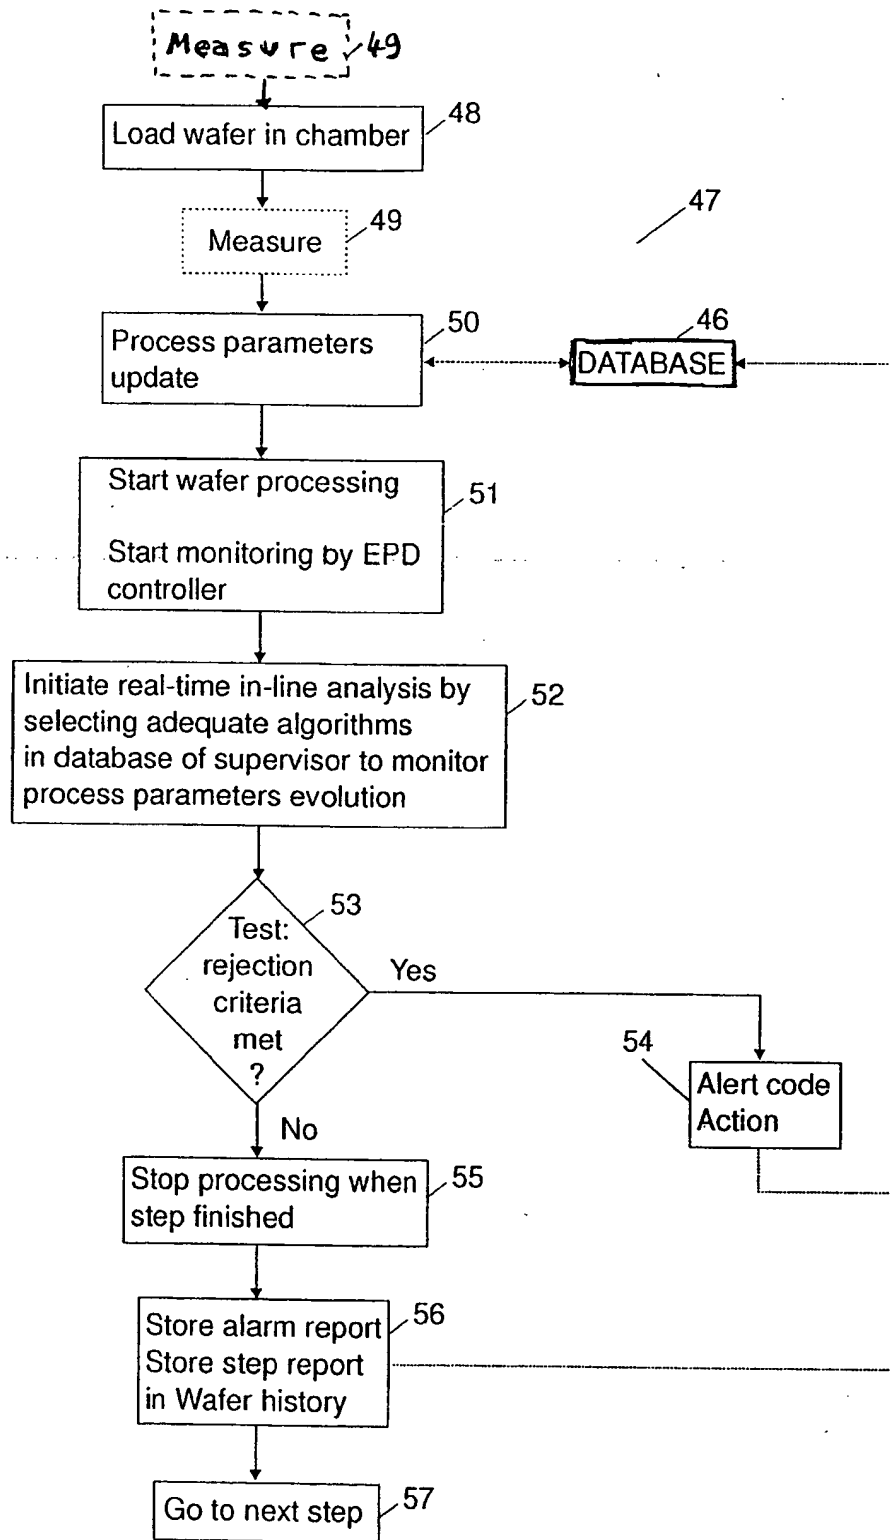 Measure 49
Load wafer in chamber 48
Measure 49
47
Process parameters
update
50
46
DATABASE
Start wafer processing
Start monitoring by EPD
controller
51
Initiate real-time in-line analysis by
selecting adequate algorithms
in database of supervisor to monitor
process parameters evolution
52
53
Test:
rejection
criteria
met
?
Yes
54
Alert code
Action
No
Stop processing when
step finished
55
Store alarm report
Store step report
in Wafer history
56
Go to next step 57